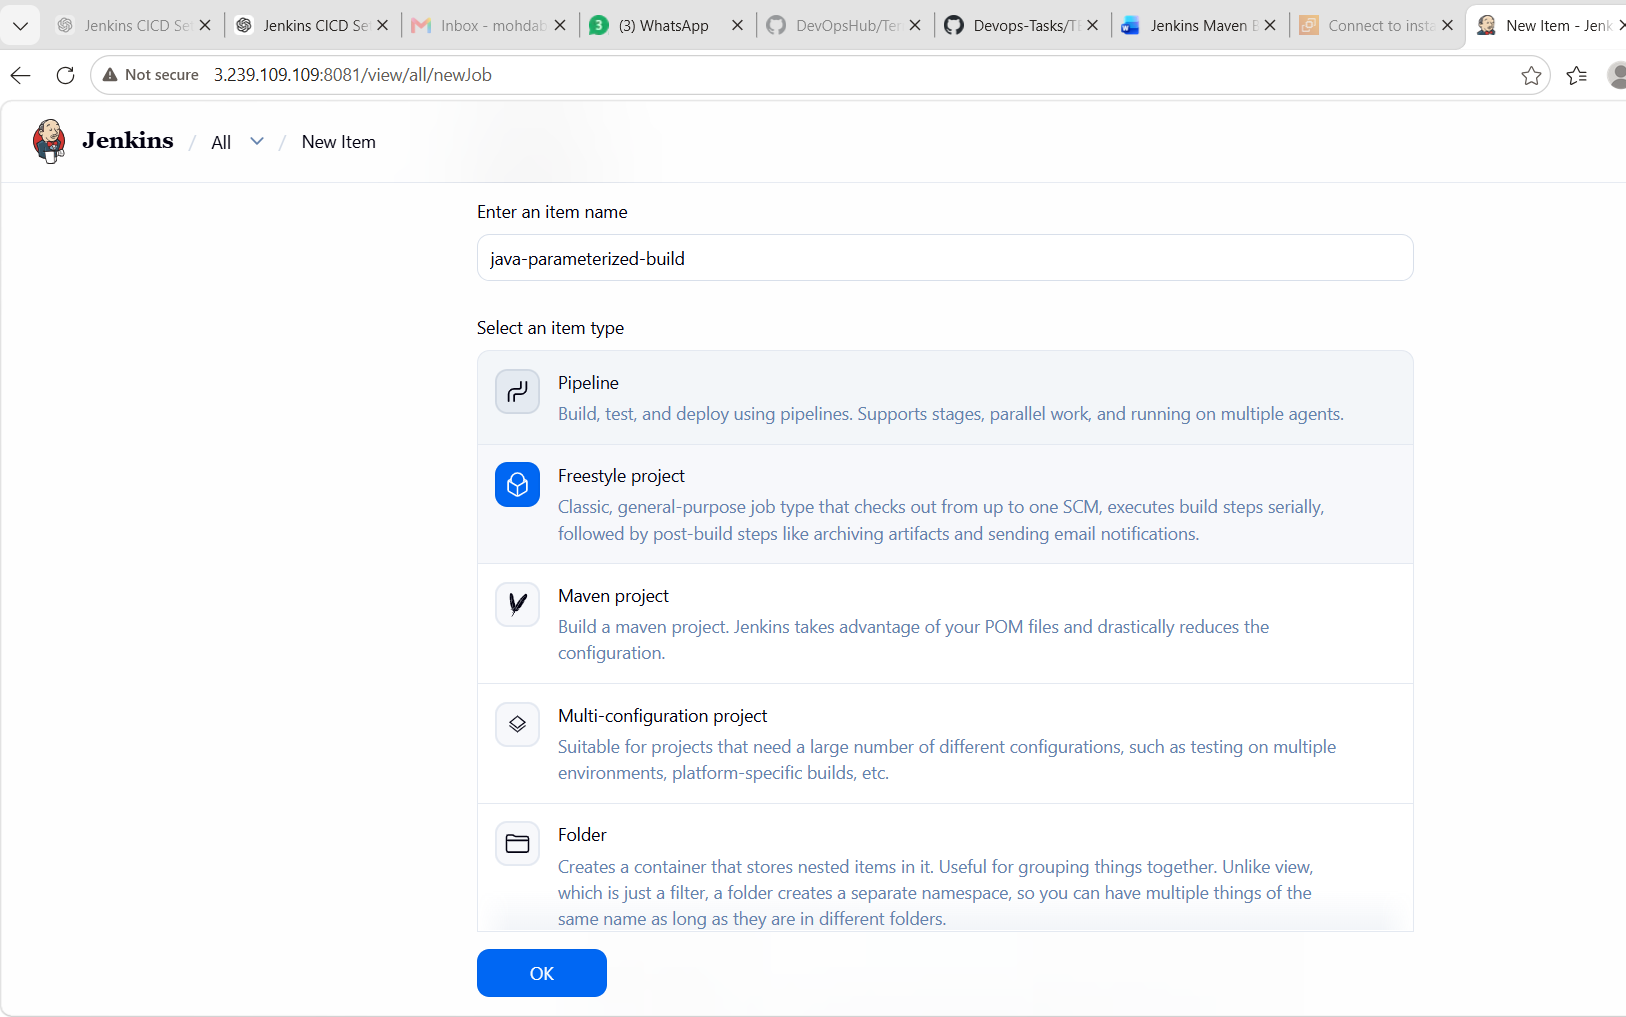 Jenkins CICD Set
Jenkins CICD Set
Inbox - mohdab
3 (3) WhatsApp
DevOpsHub/Ter
Devops-Tasks/TE
Jenkins Maven B
Connect to insta
New Item - Jenk
Not secure 3.239.109.109:8081/view/all/newJob
Jenkins / All / New Item
Enter an item name
java-parameterized-build
Select an item type
Pipeline
Build, test, and deploy using pipelines. Supports stages, parallel work, and running on multiple agents.
Freestyle project
Classic, general-purpose job type that checks out from up to one SCM, executes build steps serially,
followed by post-build steps like archiving artifacts and sending email notifications.
Maven project
Build a maven project. Jenkins takes advantage of your POM files and drastically reduces the
configuration.
Multi-configuration project
Suitable for projects that need a large number of different configurations, such as testing on multiple
environments, platform-specific builds, etc.
Folder
Creates a container that stores nested items in it. Useful for grouping things together. Unlike view,
which is just a filter, a folder creates a separate namespace, so you can have multiple things of the
same name as long as they are in different folders.
OK